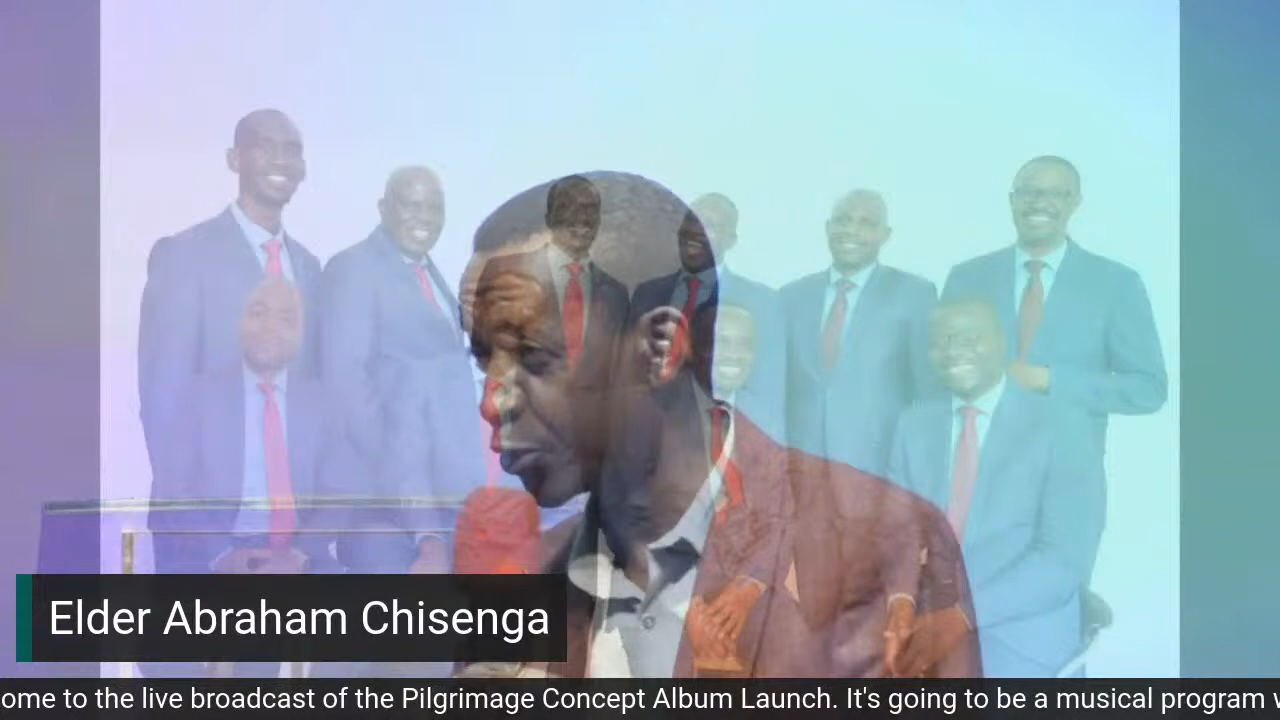 Elder Abraham Chisenga
ome to the live broadcast of the Pilgrimage Concept Album Launch. It's going to be a musical program